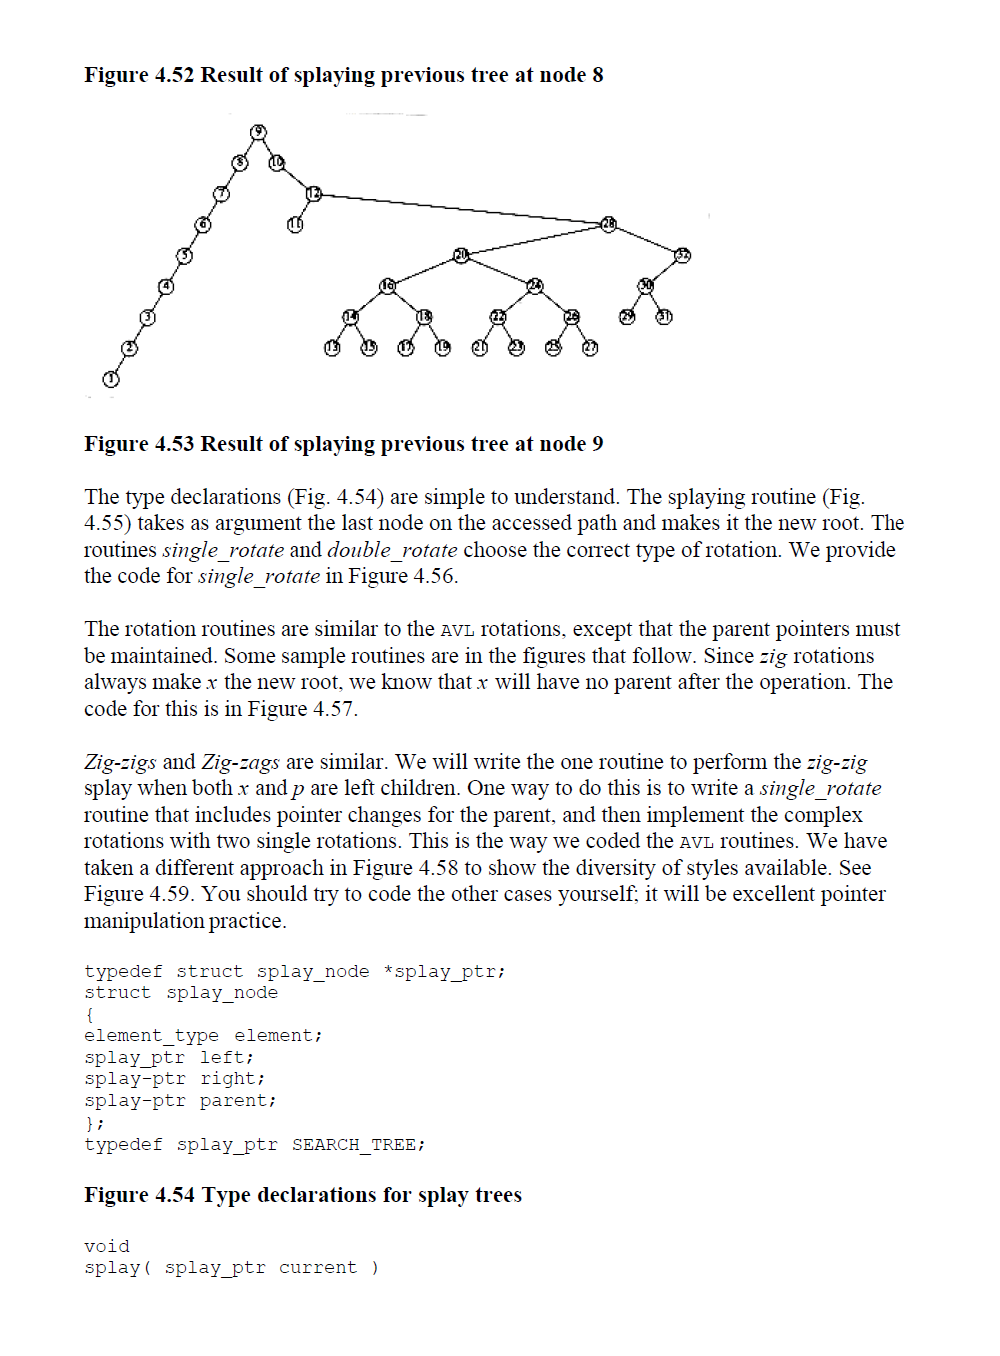 Figure 4.52 Result of splaying previous tree at node 8
9
8 10
7 12
6 11 28
5 20 32
4 16 24 30
3 14 18 22 26 29 31
2 13 15 17 19 21 23 25 27
1
Figure 4.53 Result of splaying previous tree at node 9
The type declarations (Fig. 4.54) are simple to understand. The splaying routine (Fig.
4.55) takes as argument the last node on the accessed path and makes it the new root. The
routines single_rotate and double_rotate choose the correct type of rotation. We provide
the code for single_rotate in Figure 4.56.
The rotation routines are similar to the AVL rotations, except that the parent pointers must
be maintained. Some sample routines are in the figures that follow. Since zig rotations
always make x the new root, we know that x will have no parent after the operation. The
code for this is in Figure 4.57.
Zig-zigs and Zig-zags are similar. We will write the one routine to perform the zig-zig
splay when both x and p are left children. One way to do this is to write a single_rotate
routine that includes pointer changes for the parent, and then implement the complex
rotations with two single rotations. This is the way we coded the AVL routines. We have
taken a different approach in Figure 4.58 to show the diversity of styles available. See
Figure 4.59. You should try to code the other cases yourself; it will be excellent pointer
manipulation practice.
typedef struct splay_node *splay_ptr;
struct splay_node
{
element_type element;
splay_ptr left;
splay-ptr right;
splay-ptr parent;
};
typedef splay_ptr SEARCH_TREE;
Figure 4.54 Type declarations for splay trees
void
splay( splay_ptr current )